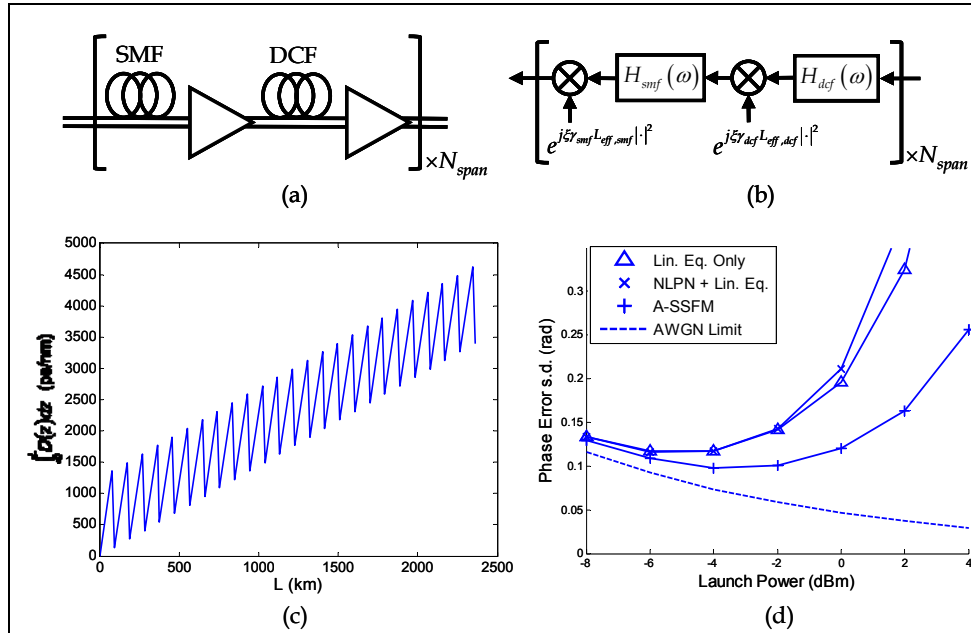 SMF DCF
×N_span
(a)
H_smf(ω) H_dcf(ω)
e^{jξγ_smf L_eff,smf|·|^2} e^{jξγ_dcf L_eff,dcf|·|^2}
×N_span
(b)
5000
4500
4000
3500
3000
2500
2000
1500
1000
500
0
0 500 1000 1500 2000 2500
L (km)
(c)
Lin. Eq. Only
NLPN + Lin. Eq.
A-SSFM
AWGN Limit
Phase Error s.d. (rad)
0.3
0.25
0.2
0.15
0.1
0.05
0
-8 -6 -4 -2 0 2 4
Launch Power (dBm)
(d)